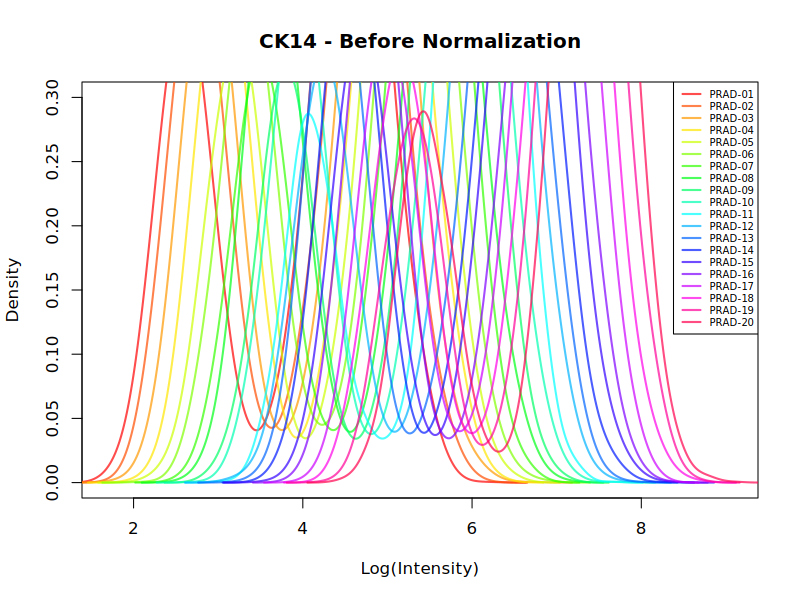 CK14 - Before Normalization
Density
0.00
0.05
0.10
0.15
0.20
0.25
0.30
2
4
6
8
Log(Intensity)
PRAD-01
PRAD-02
PRAD-03
PRAD-04
PRAD-05
PRAD-06
PRAD-07
PRAD-08
PRAD-09
PRAD-10
PRAD-11
PRAD-12
PRAD-13
PRAD-14
PRAD-15
PRAD-16
PRAD-17
PRAD-18
PRAD-19
PRAD-20